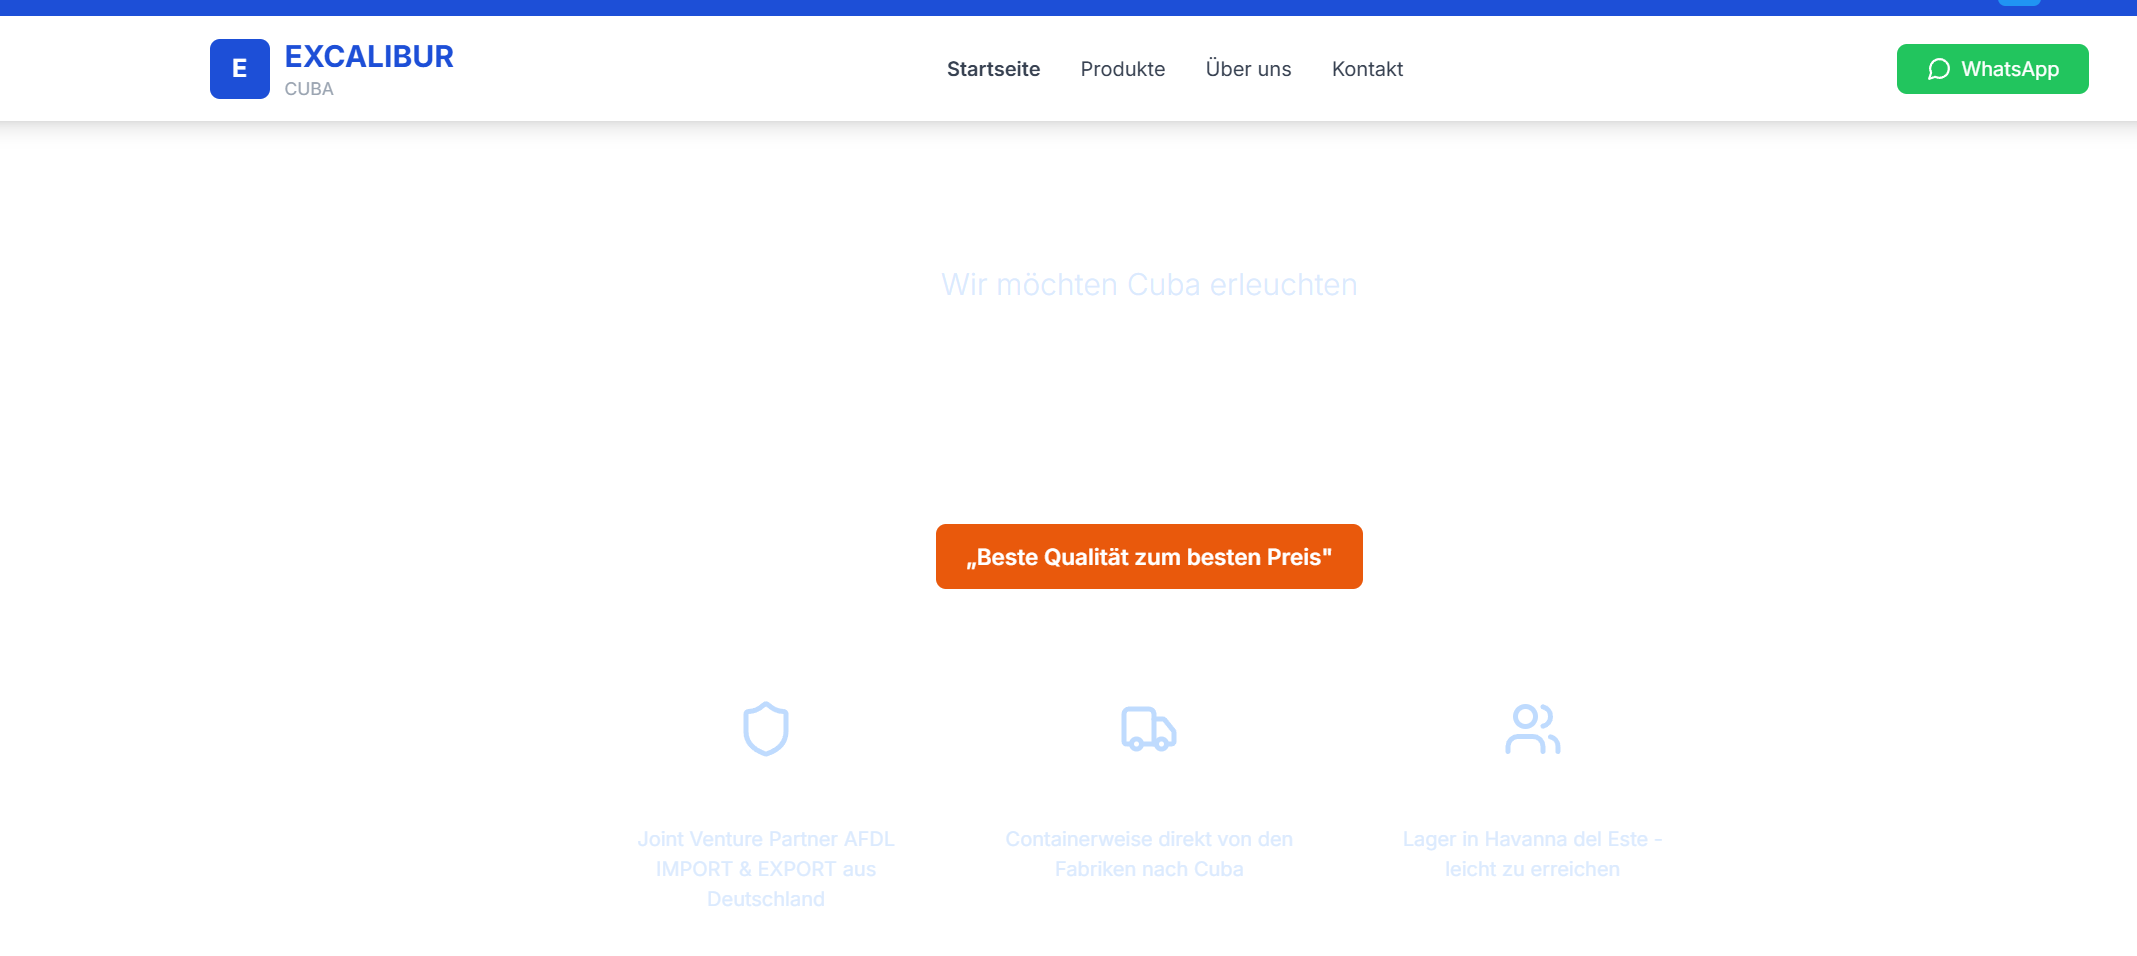 E
EXCALIBUR
CUBA
Startseite
Produkte
Über uns
Kontakt
WhatsApp
Wir möchten Cuba erleuchten
„Beste Qualität zum besten Preis"
Joint Venture Partner AFDL
IMPORT & EXPORT aus
Deutschland
Containerweise direkt von den
Fabriken nach Cuba
Lager in Havanna del Este -
leicht zu erreichen